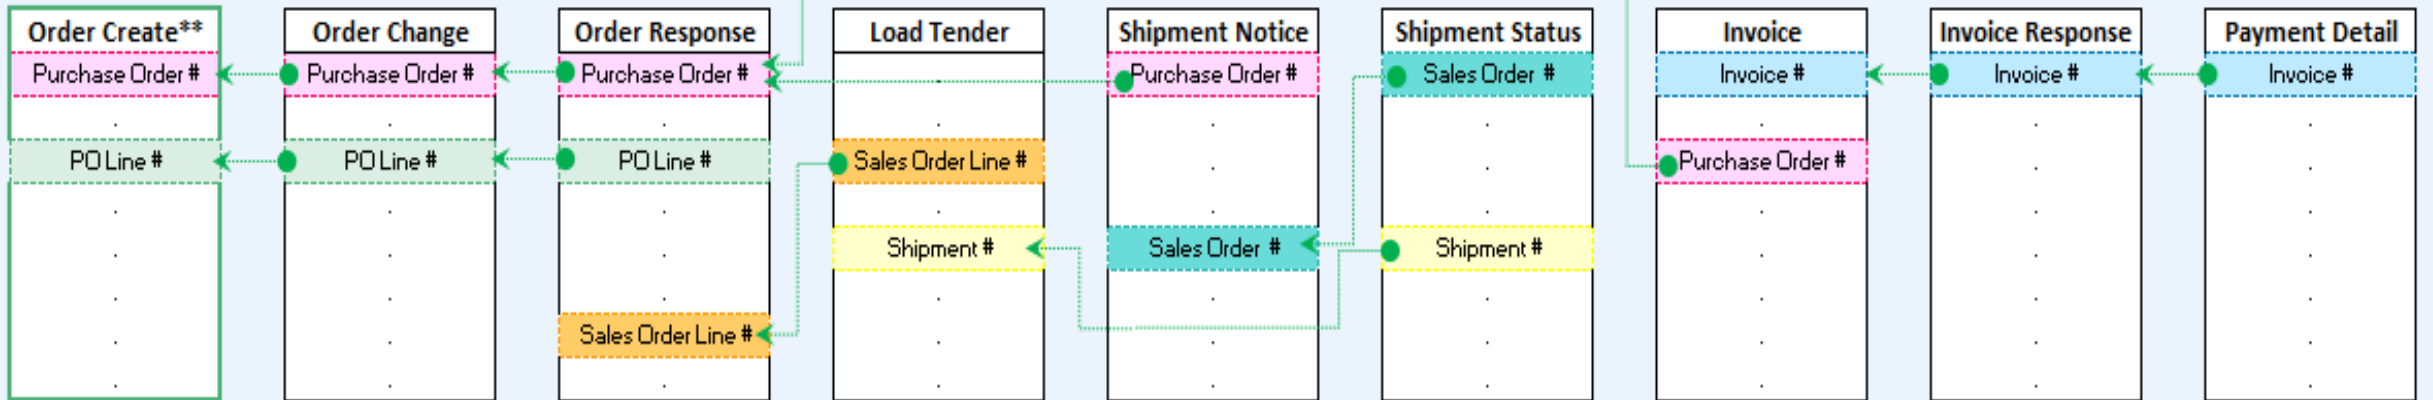 Order Create**
Purchase Order #
PO Line #
Order Change
Purchase Order #
PO Line #
Order Response
Purchase Order #
PO Line #
Sales Order Line #
Load Tender
Sales Order Line #
Shipment #
Shipment Notice
Purchase Order #
Sales Order #
Shipment Status
Sales Order #
Shipment #
Invoice
Invoice #
Purchase Order #
Invoice Response
Invoice #
Payment Detail
Invoice #